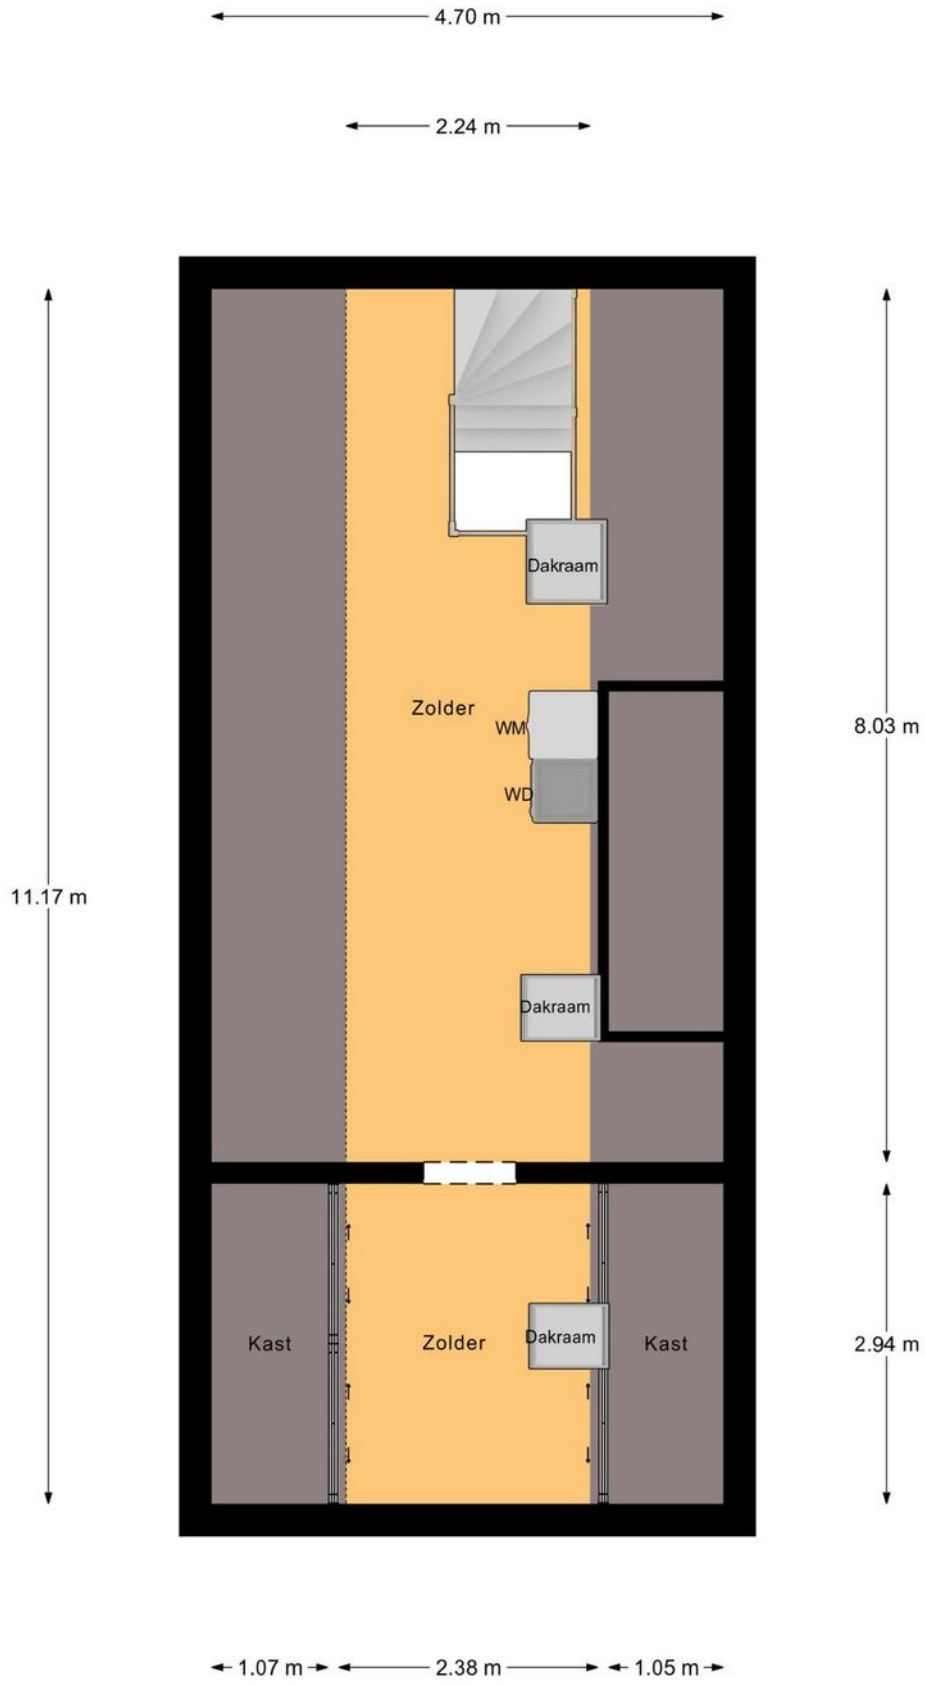 4.70 m
2.24 m
Dakraam
Zolder
WM
8.03 m
WD
11.17 m
Dakraam
Kast
Zolder
Dakraam
Kast
2.94 m
1.07 m
2.38 m
1.05 m